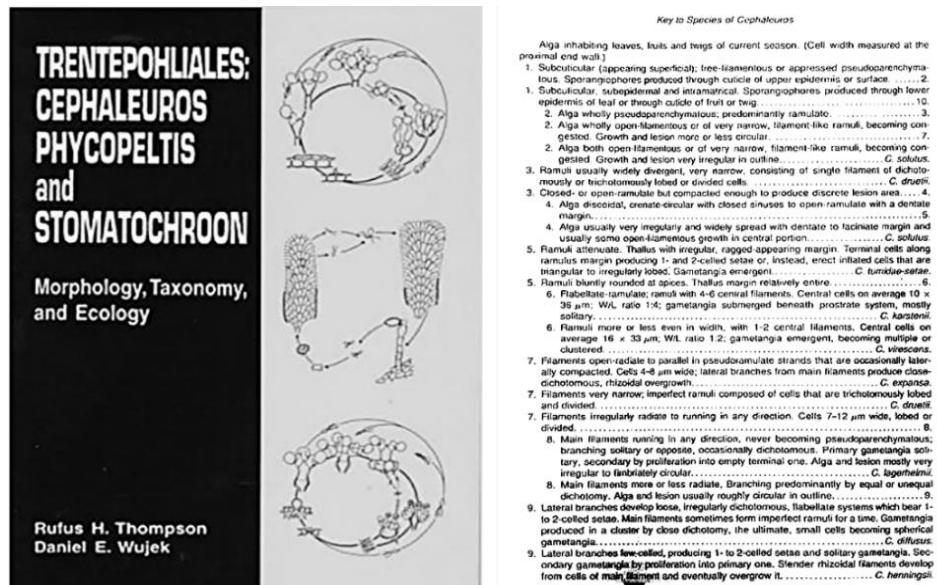 TRENTEPOHLIALES:
CEPHALEUROS
PHYCOPELTIS
and
STOMATOCHROON
Morphology, Taxonomy,
and Ecology
Rufus H. Thompson
Daniel E. Wujek
Key to Species of Cephaleuros
Alga inhabiting leaves, fruits and twigs of current season. (Cell width measured at the
proximal end wall.)
1. Subcuticular (appearing superficial); free-filamentous or appressed pseudoparenchyma-
tous. Sporangiophores produced through cuticle of upper epidermis or surface. ......2.
1. Subcuticular, subepidermal and intramatrical. Sporangiophores produced through lower
epidermis of leaf or through cuticle of fruit or twig..............................10.
2. Alga wholly pseudoparenchymatous; predominantly ramulate..................3.
2. Alga wholly open-filamentous or of very narrow, filament-like ramuli, becoming con-
gested. Growth and lesion more or less circular..............................7.
2. Alga both open-filamentous or of very narrow, filament-like ramuli, becoming con-
gested. Growth and lesion very irregular in outline....................C. solutus.
3. Ramuli usually widely divergent, very narrow, consisting of single filament of dichoto-
mously or trichotomously lobed or divided cells..........................C. druetii.
3. Closed- or open-ramulate but compacted enough to produce discrete lesion area.....4.
4. Alga discoidal, crenate-circular with closed sinuses to open-ramulate with a dentate
margin..................................................................5.
4. Alga usually very irregularly and widely spread with dentate to laciniate margin and
usually some open-filamentous growth in central portion................C. solutus.
5. Ramuli attenuate. Thallus with irregular, ragged-appearing margin. Terminal cells along
ramulus margin producing 1- and 2-celled setae or, instead, erect inflated cells that are
triangular to irregularly lobed. Gametangia emergent................C. tumidae-setae.
5. Ramuli bluntly rounded at apices. Thallus margin relatively entire..................6.
6. Flabellate-ramulate; ramuli with 4-6 central filaments. Central cells on average 10 ×
36 μm; W/L ratio 1:4; gametangia submerged beneath prostrate system, mostly
solitary..........................................................C. karstenii.
6. Ramuli more or less even in width, with 1-2 central filaments. Central cells on
average 16 × 33 μm; W/L ratio 1:2; gametangia emergent, becoming multiple or
clustered........................................................C. virescens.
7. Filaments open-radiate to parallel in pseudoramulate strands that are occasionally later-
ally compacted. Cells 4-8 μm wide; lateral branches from main filaments produce close-
dichotomous, rhizoidal overgrowth....................................C. expansa.
7. Filaments very narrow; imperfect ramuli composed of cells that are trichotomously lobed
and divided..........................................................C. druetii.
7. Filaments irregularly radiate to running in any direction. Cells 7-12 μm wide, lobed or
divided....................................................................8.
8. Main filaments running in any direction, never becoming pseudoparenchymatous;
branching solitary or opposite, occasionally dichotomous. Primary gametangia soli-
tary, secondary by proliferation into empty terminal one. Alga and lesion mostly very
irregular to fimbriately circular....................................C. lagerheimii.
8. Main filaments more or less radiate, Branching predominantly by equal or unequal
dichotomy. Alga and lesion usually roughly circular in outline..................9.
9. Lateral branches develop loose, irregularly dichotomous, flabellate systems which bear 1-
to 2-celled setae. Main filaments sometimes form imperfect ramuli for a time. Gametangia
produced in a cluster by close dichotomy, the ultimate, small cells becoming spherical
gametangia..........................................................C. diffusus.
9. Lateral branches few-celled, producing 1- to 2-celled setae and solitary gametangia. Sec-
ondary gametangia by proliferation into primary one. Slender rhizoidal filaments develop
from cells of main filament and eventually overgrow it................C. henningsii.